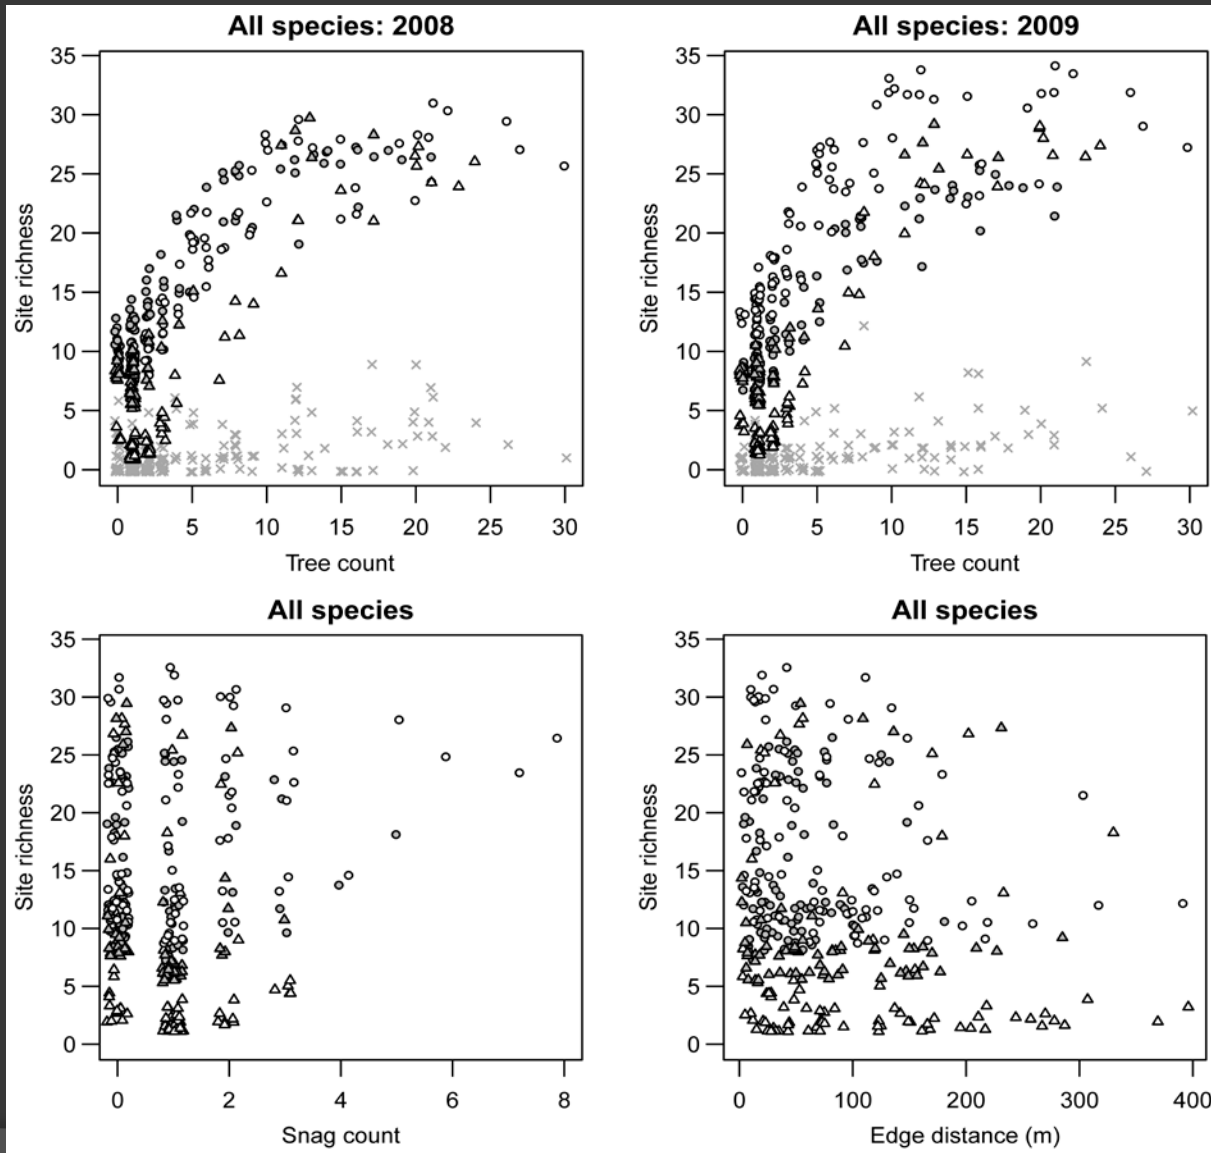 All species: 2008
35
30
25
20
15
10
5
0
Site richness
0 5 10 15 20 25 30
Tree count
All species: 2009
35
30
25
20
15
10
5
0
Site richness
0 5 10 15 20 25 30
Tree count
All species
35
30
25
20
15
10
5
0
Site richness
0 2 4 6 8
Snag count
All species
35
30
25
20
15
10
5
0
Site richness
0 100 200 300 400
Edge distance (m)